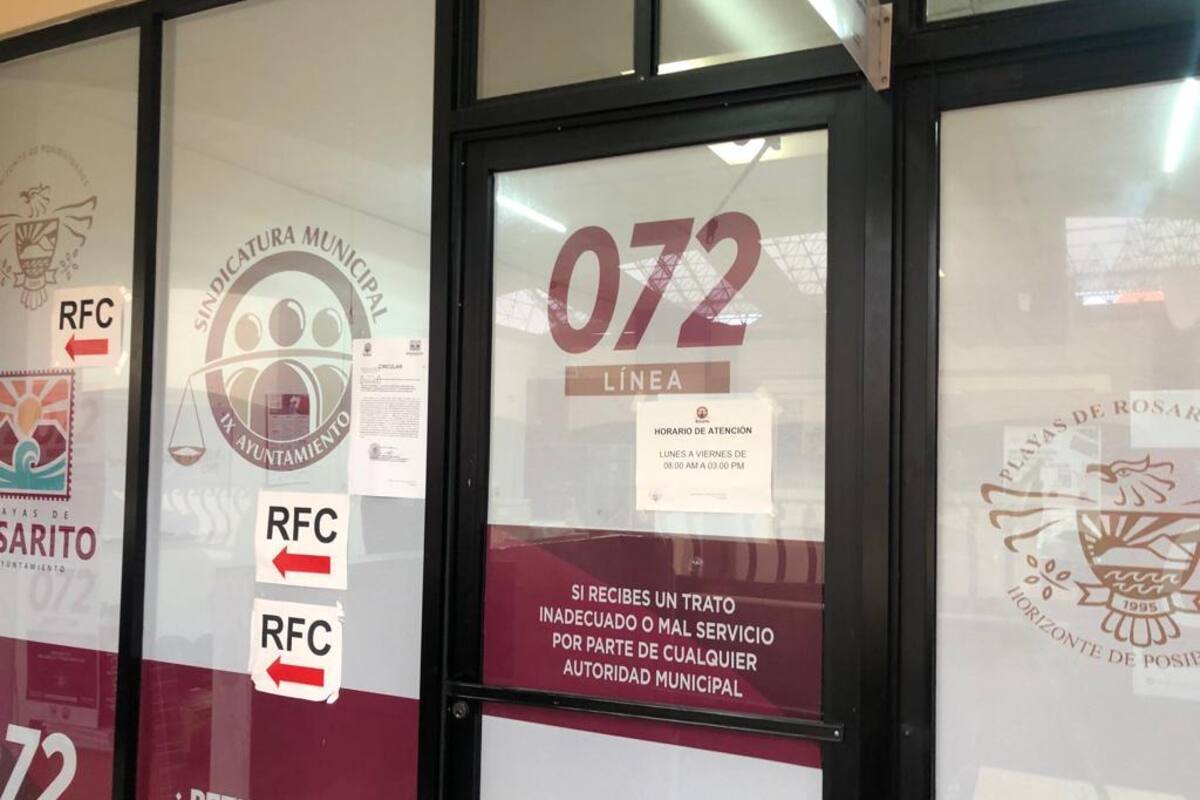 RFC
SARITO
072
SINDICATURA MUNICIPAL
IX AYUNTAMIENTO
CIRCULAR
RFC
RFC
072
LÍNEA
HORARIO DE ATENCIÓN
LUNES A VIERNES DE
08:00 AM A 03:00 PM
SI RECIBES UN TRATO
INADECUADO O MAL SERVICIO
POR PARTE DE CUALQUIER
AUTORIDAD MUNICiPAL
PLAYAS DE ROSAR
1995
HORIZONTE DE POSIB